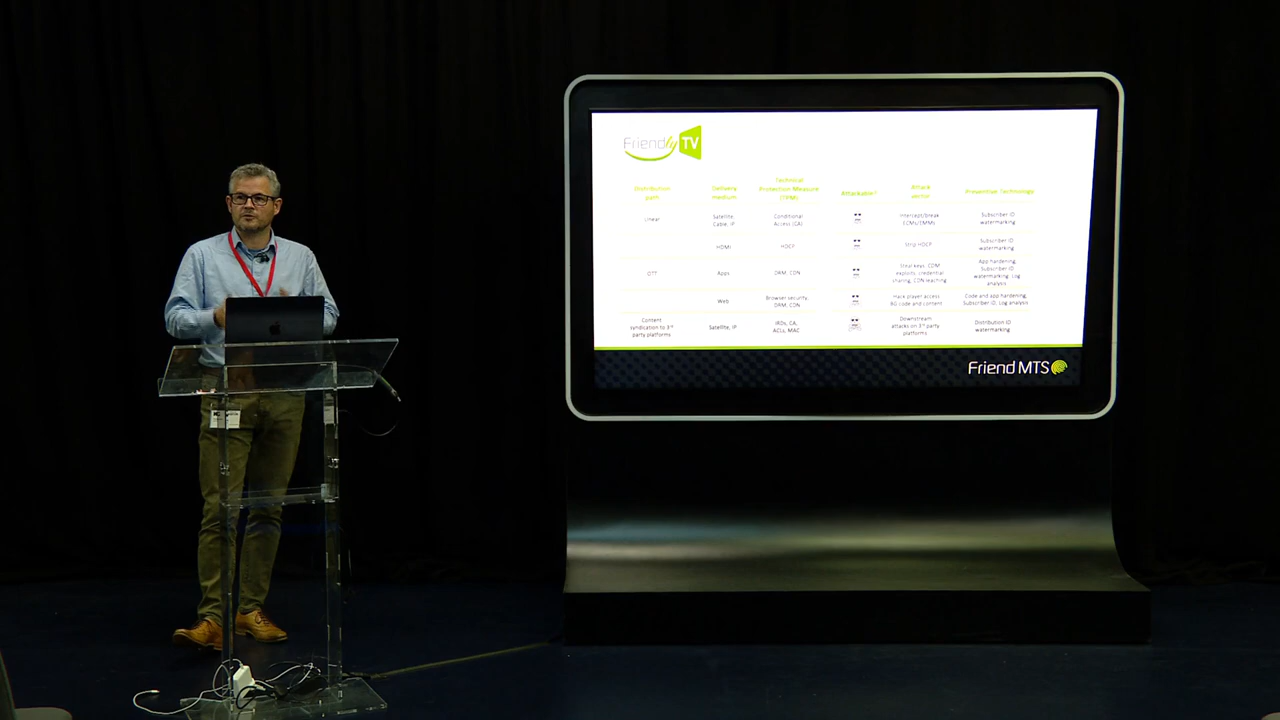 Friendly TV
Distribution path
Delivery medium
Technical Protection Measure (TPM)
Attackable?
Attack vector
Preventive Technology
Linear
Satellite, Cable, IP
Conditional Access (CA)
Intercept/break ECMs/EMMs
Subscriber ID watermarking
HDMI
HDCP
Strip HDCP
Subscriber ID watermarking
OTT
Apps
DRM, CDN
Steal keys, CDM exploits, credential sharing, CDN leaching
App hardening, Subscriber ID watermarking, Log analysis
Web
Browser security, DRM, CDN
Hack player access
code and content
Code and app hardening, Subscriber ID, Log analysis
Content syndication to 3rd party platforms
Satellite, IP
IRDs, CA, ACLs, MAC
Downstream attacks on 3rd party platforms
Distribution ID watermarking
Friend MTS